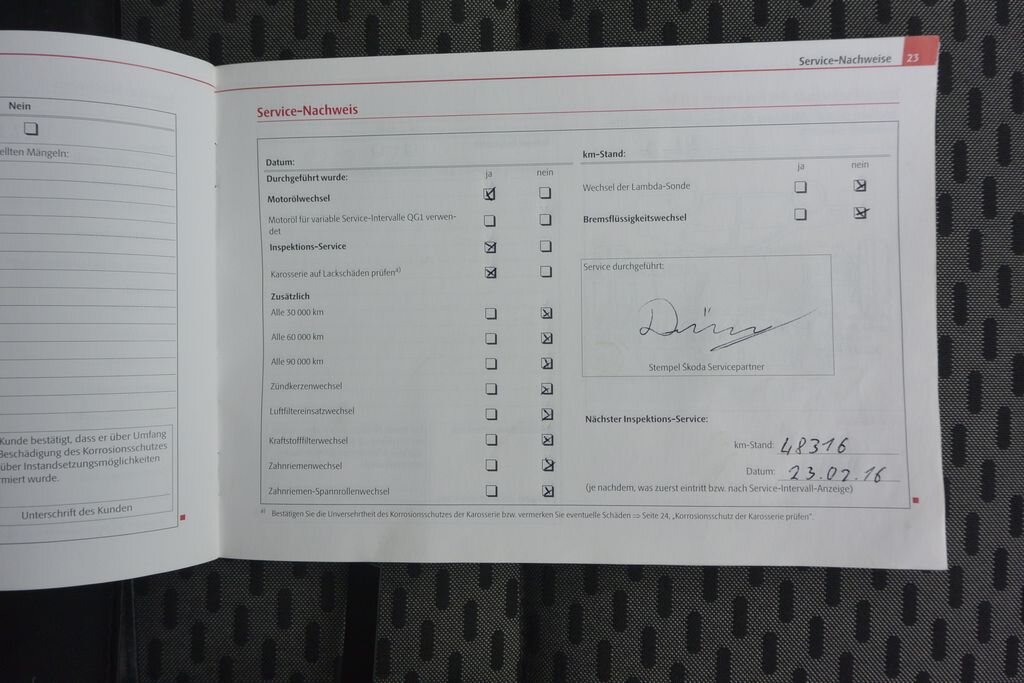 Nein
ellten Mängeln:
Kunde bestätigt, dass er über Umfang
Beschädigung des Korrosionsschutzes
über Instandsetzungsmöglichkeiten
rmiert wurde.
Unterschrift des Kunden
Service-Nachweise 23
Service-Nachweis
Datum:
Durchgeführt wurde: ja nein
Motorölwechsel
Motoröl für variable Service-Intervalle QG1 verwen-
det
Inspektions-Service
Karosserie auf Lackschäden prüfen a)
Zusätzlich
Alle 30 000 km
Alle 60 000 km
Alle 90 000 km
Zündkerzenwechsel
Luftfiltereinsatzwechsel
Kraftstofffilterwechsel
Zahnriemenwechsel
Zahnriemen-Spannrollenwechsel
km-Stand:
ja nein
Wechsel der Lambda-Sonde
Bremsflüssigkeitswechsel
Service durchgeführt:
Stempel Škoda Servicepartner
Nächster Inspektions-Service:
km-Stand: 48316
Datum: 23.02.16
(je nachdem, was zuerst eintritt bzw. nach Service-Intervall-Anzeige)
a) Bestätigen Sie die Unversehrtheit des Korrosionsschutzes der Karosserie bzw. vermerken Sie eventuelle Schäden ⇒ Seite 24, „Korrosionsschutz der Karosserie prüfen".